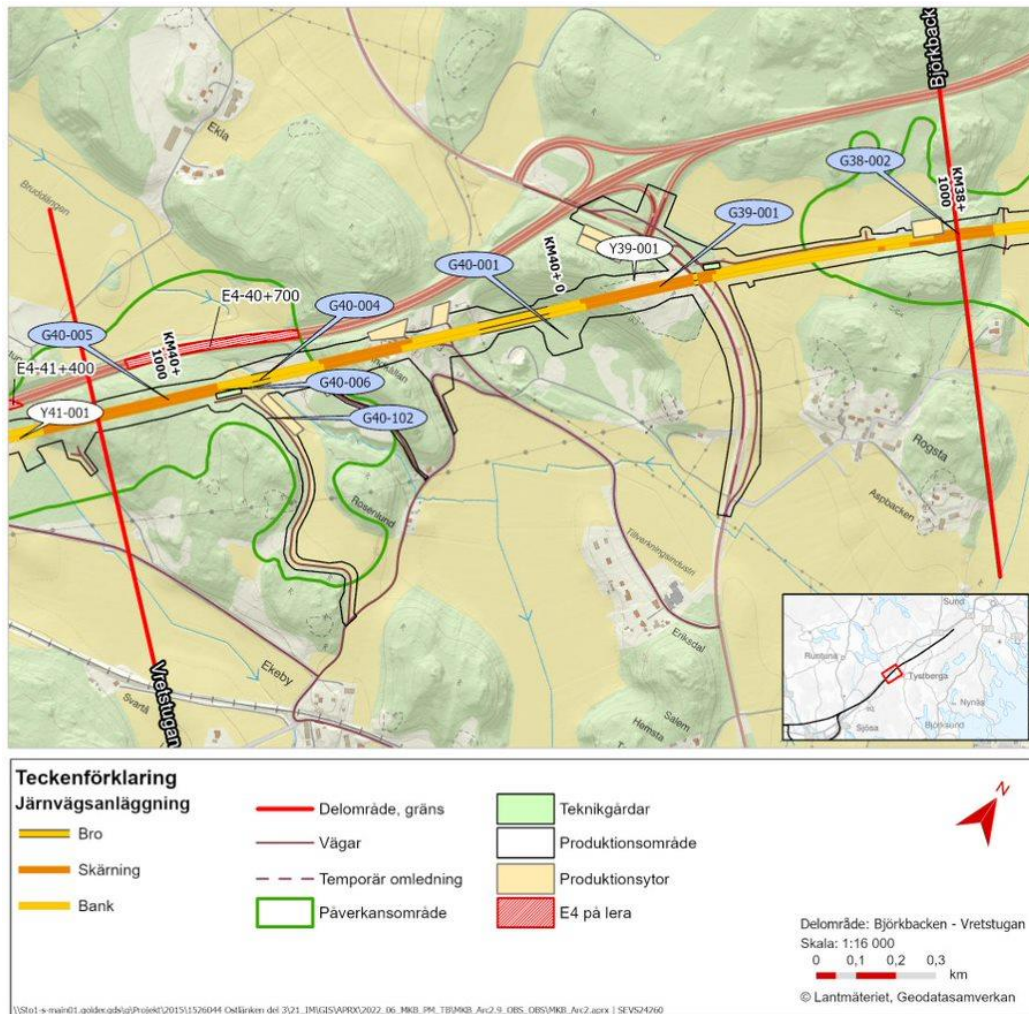 Björkback
Ekla
KM38+
1000
G38-002
Bruddängen
G39-001
Y39-001
KM40+ 0
G40-001
E4-40+700
G40-004
G40-005
KM40+
1000
E4-41+400
G40-006
G40-102
Y41-001
Rogsta
Aspbacken
Rosenlund
Tillverkningsindustri
Eriksdal
Ekeby
Svartå
Vretstugan
Salem
Hemsta
Sund
Runtuna
Tystberga
Nynäs
Sjösa
Björksund
Teckenförklaring
Järnvägsanläggning
Bro
Skärning
Bank
Delområde, gräns
Vägar
Temporär omledning
Påverkansområde
Teknikgårdar
Produktionsområde
Produktionsytor
E4 på lera
N
Delområde: Björkbacken - Vretstugan
Skala: 1:16 000
0 0,1 0,2 0,3
km
© Lantmäteriet, Geodatasamverkan